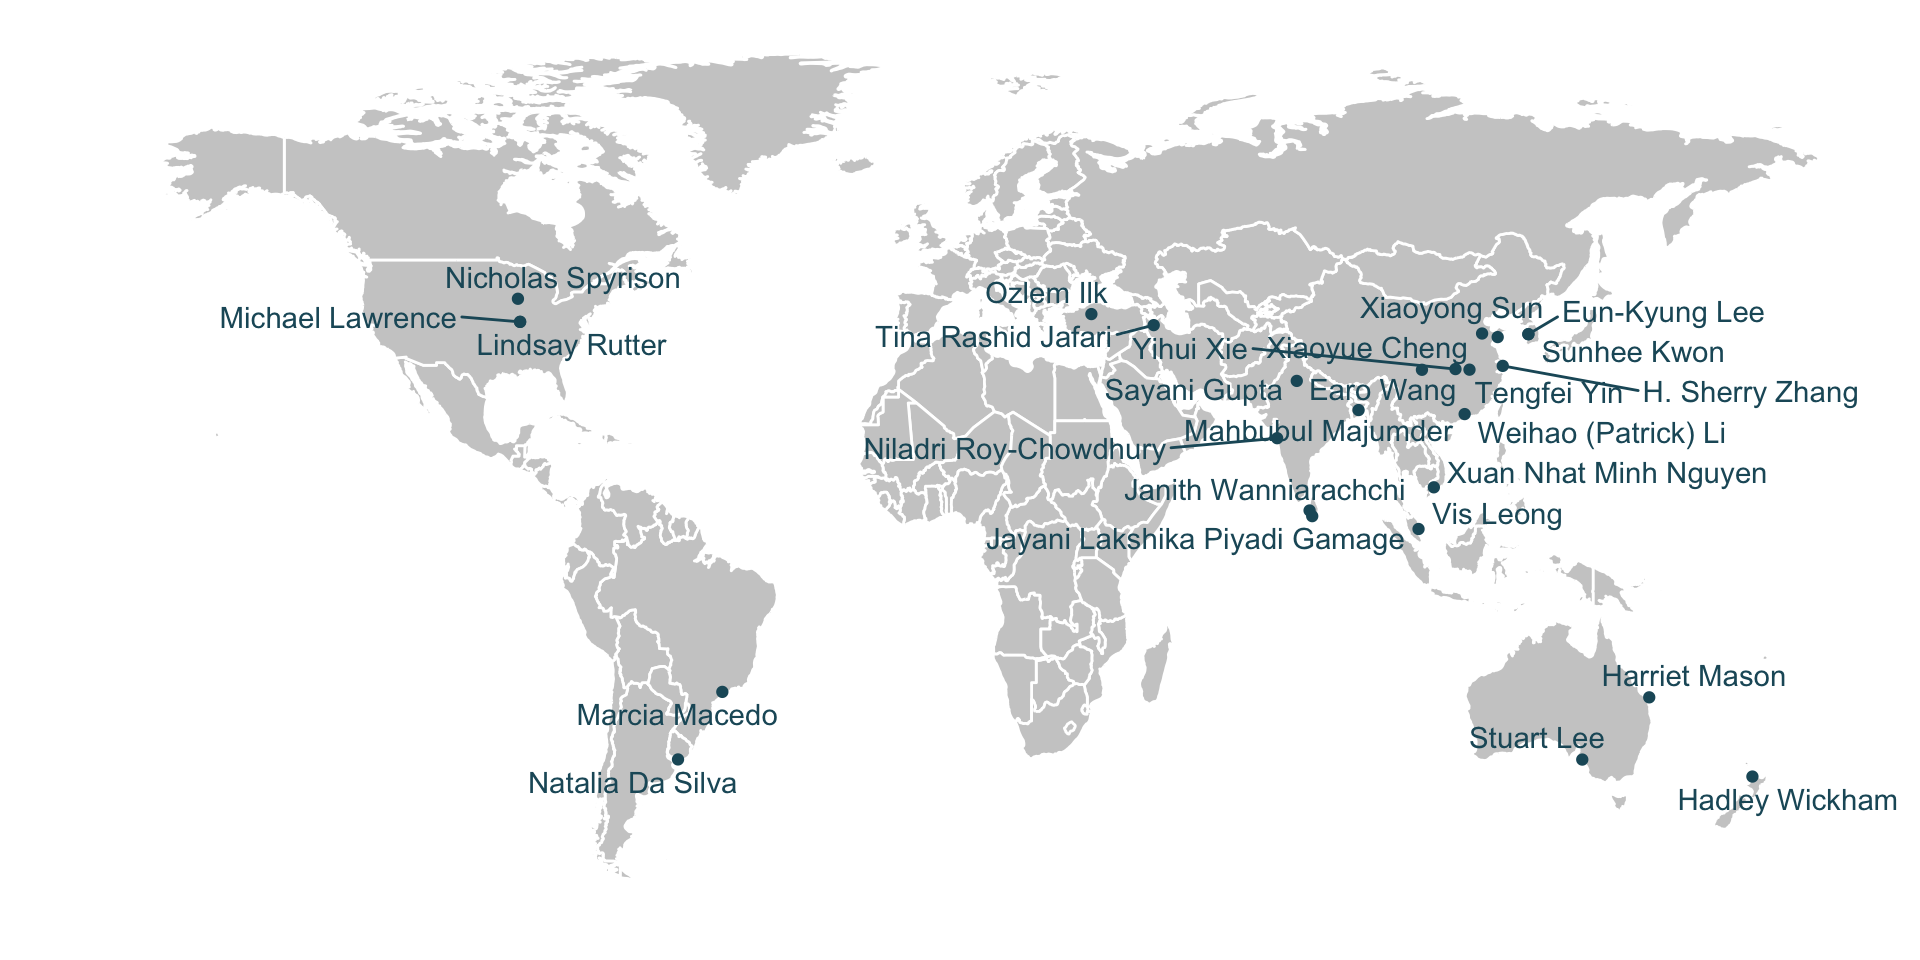 Nicholas Spyrison
Ozlem Ilk
Xiaoyong Sun
Eun-Kyung Lee
Michael Lawrence
Tina Rashid Jafari
Lindsay Rutter
Yihui Xie
Xiaoyue Cheng
Sunhee Kwon
Sayani Gupta
Earo Wang
Tengfei Yin
H. Sherry Zhang
Mahbubul Majumder
Weihao (Patrick) Li
Niladri Roy-Chowdhury
Xuan Nhat Minh Nguyen
Janith Wanniarachchi
Vis Leong
Jayani Lakshika Piyadi Gamage
Harriet Mason
Marcia Macedo
Stuart Lee
Natalia Da Silva
Hadley Wickham